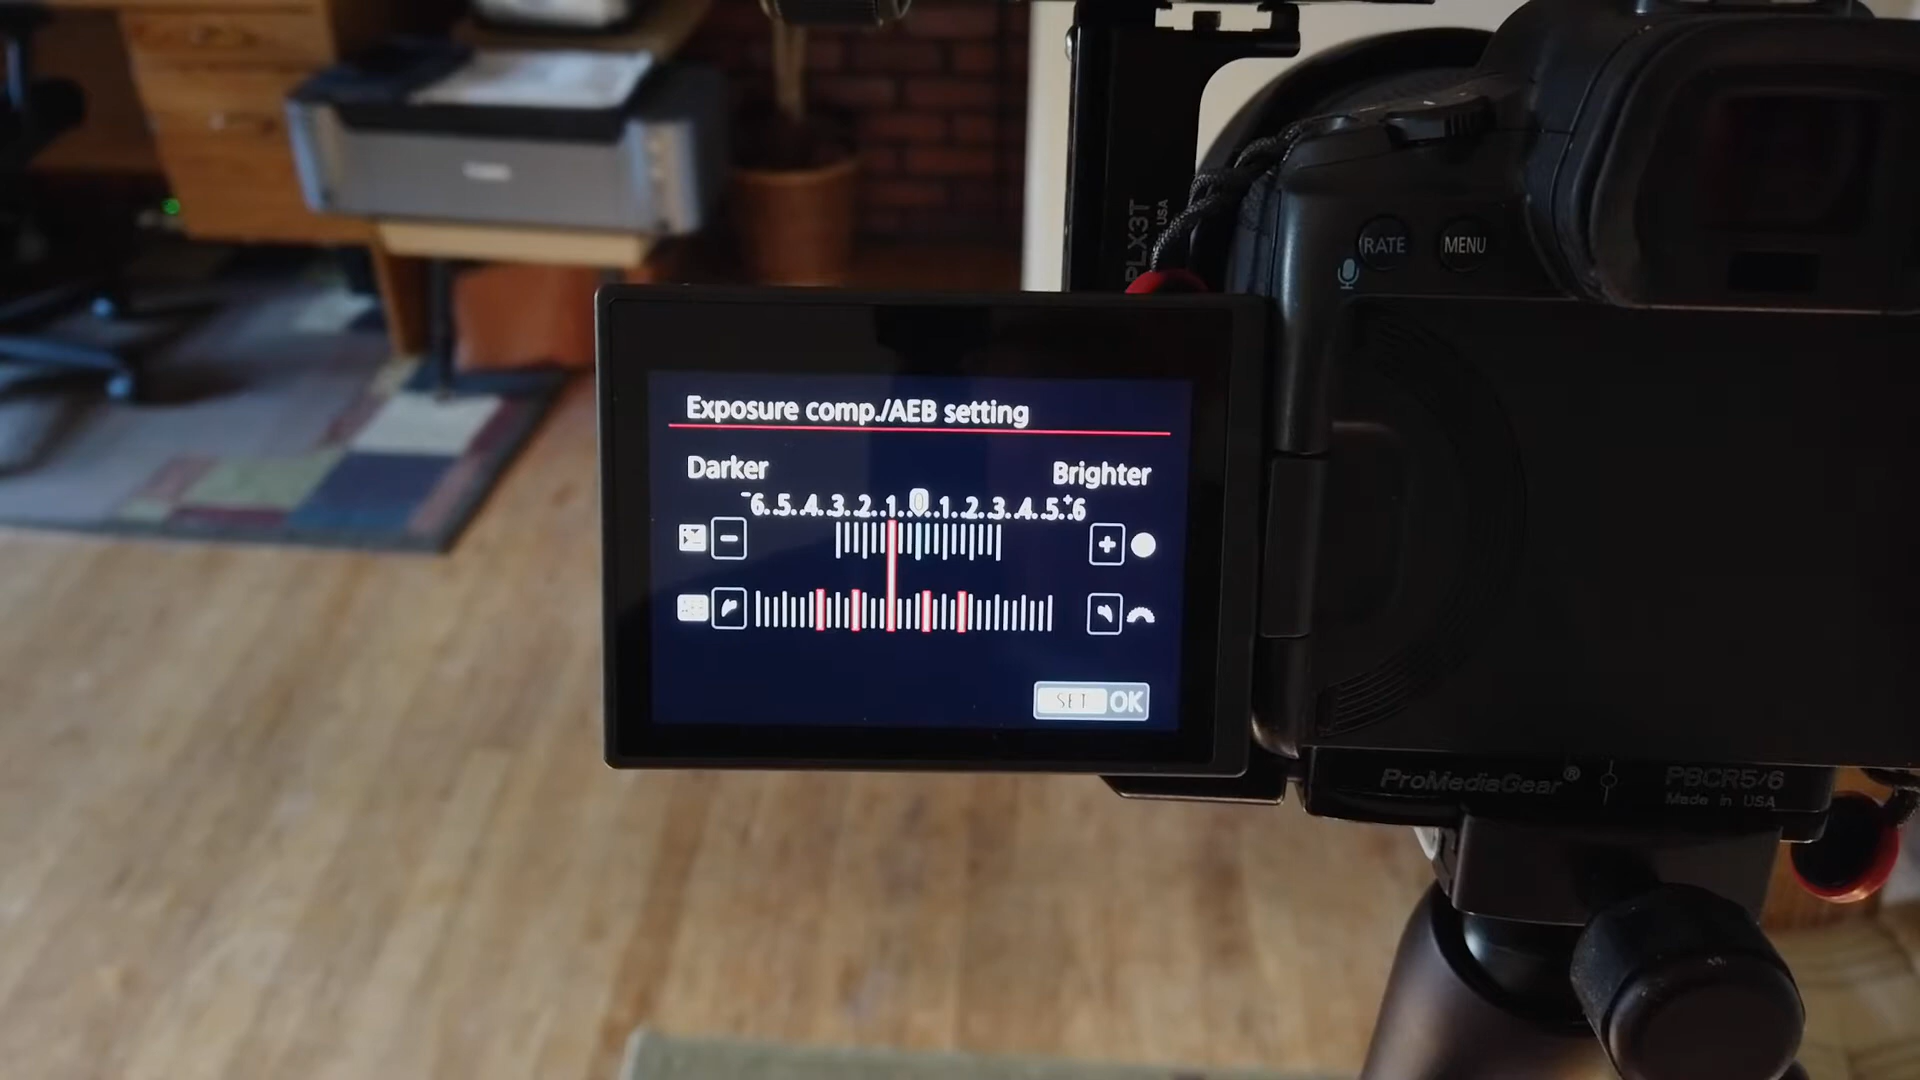 Canon
PLX3T
USA
RATE
MENU
Exposure comp./AEB setting
Darker
Brighter
-6..5..4..3..2..1..0..1..2..3..4..5..+6
SET OK
ProMediaGear®
PBCR5/6
Made in USA